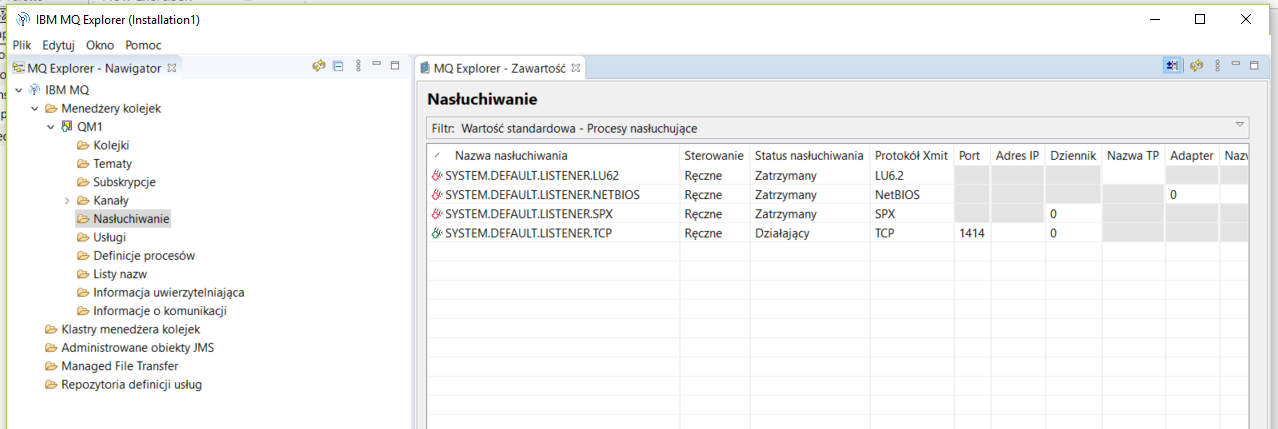 IBM MQ Explorer (Installation1)
Plik Edytuj Okno Pomoc
MQ Explorer - Nawigator
IBM MQ
Menedżery kolejek
QM1
Kolejki
Tematy
Subskrypcje
Kanały
Nasłuchiwanie
Usługi
Definicje procesów
Listy nazw
Informacja uwierzytelniająca
Informacje o komunikacji
Klastry menedżera kolejek
Administrowane obiekty JMS
Managed File Transfer
Repozytoria definicji usług
MQ Explorer - Zawartość
Nasłuchiwanie
Filtr: Wartość standardowa - Procesy nasłuchujące
Nazwa nasłuchiwania Sterowanie Status nasłuchiwania Protokół Xmit Port Adres IP Dziennik Nazwa TP Adapter
SYSTEM.DEFAULT.LISTENER.LU62 Ręczne Zatrzymany LU6.2
SYSTEM.DEFAULT.LISTENER.NETBIOS Ręczne Zatrzymany NetBIOS 0
SYSTEM.DEFAULT.LISTENER.SPX Ręczne Zatrzymany SPX 0
SYSTEM.DEFAULT.LISTENER.TCP Ręczne Działający TCP 1414 0